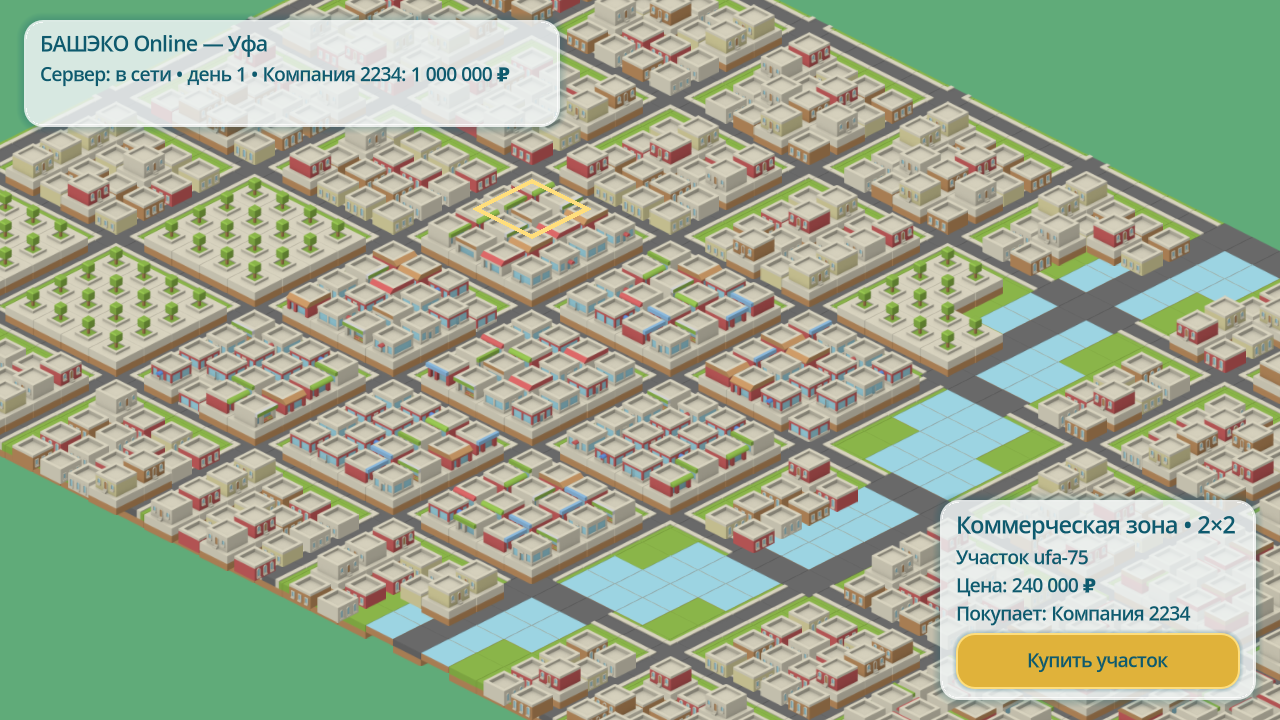 БАШЭКО Online — Уфа
Сервер: в сети • день 1 • Компания 2234: 1 000 000 ₽
Коммерческая зона • 2×2
Участок ufa-75
Цена: 240 000 ₽
Покупает: Компания 2234
Купить участок